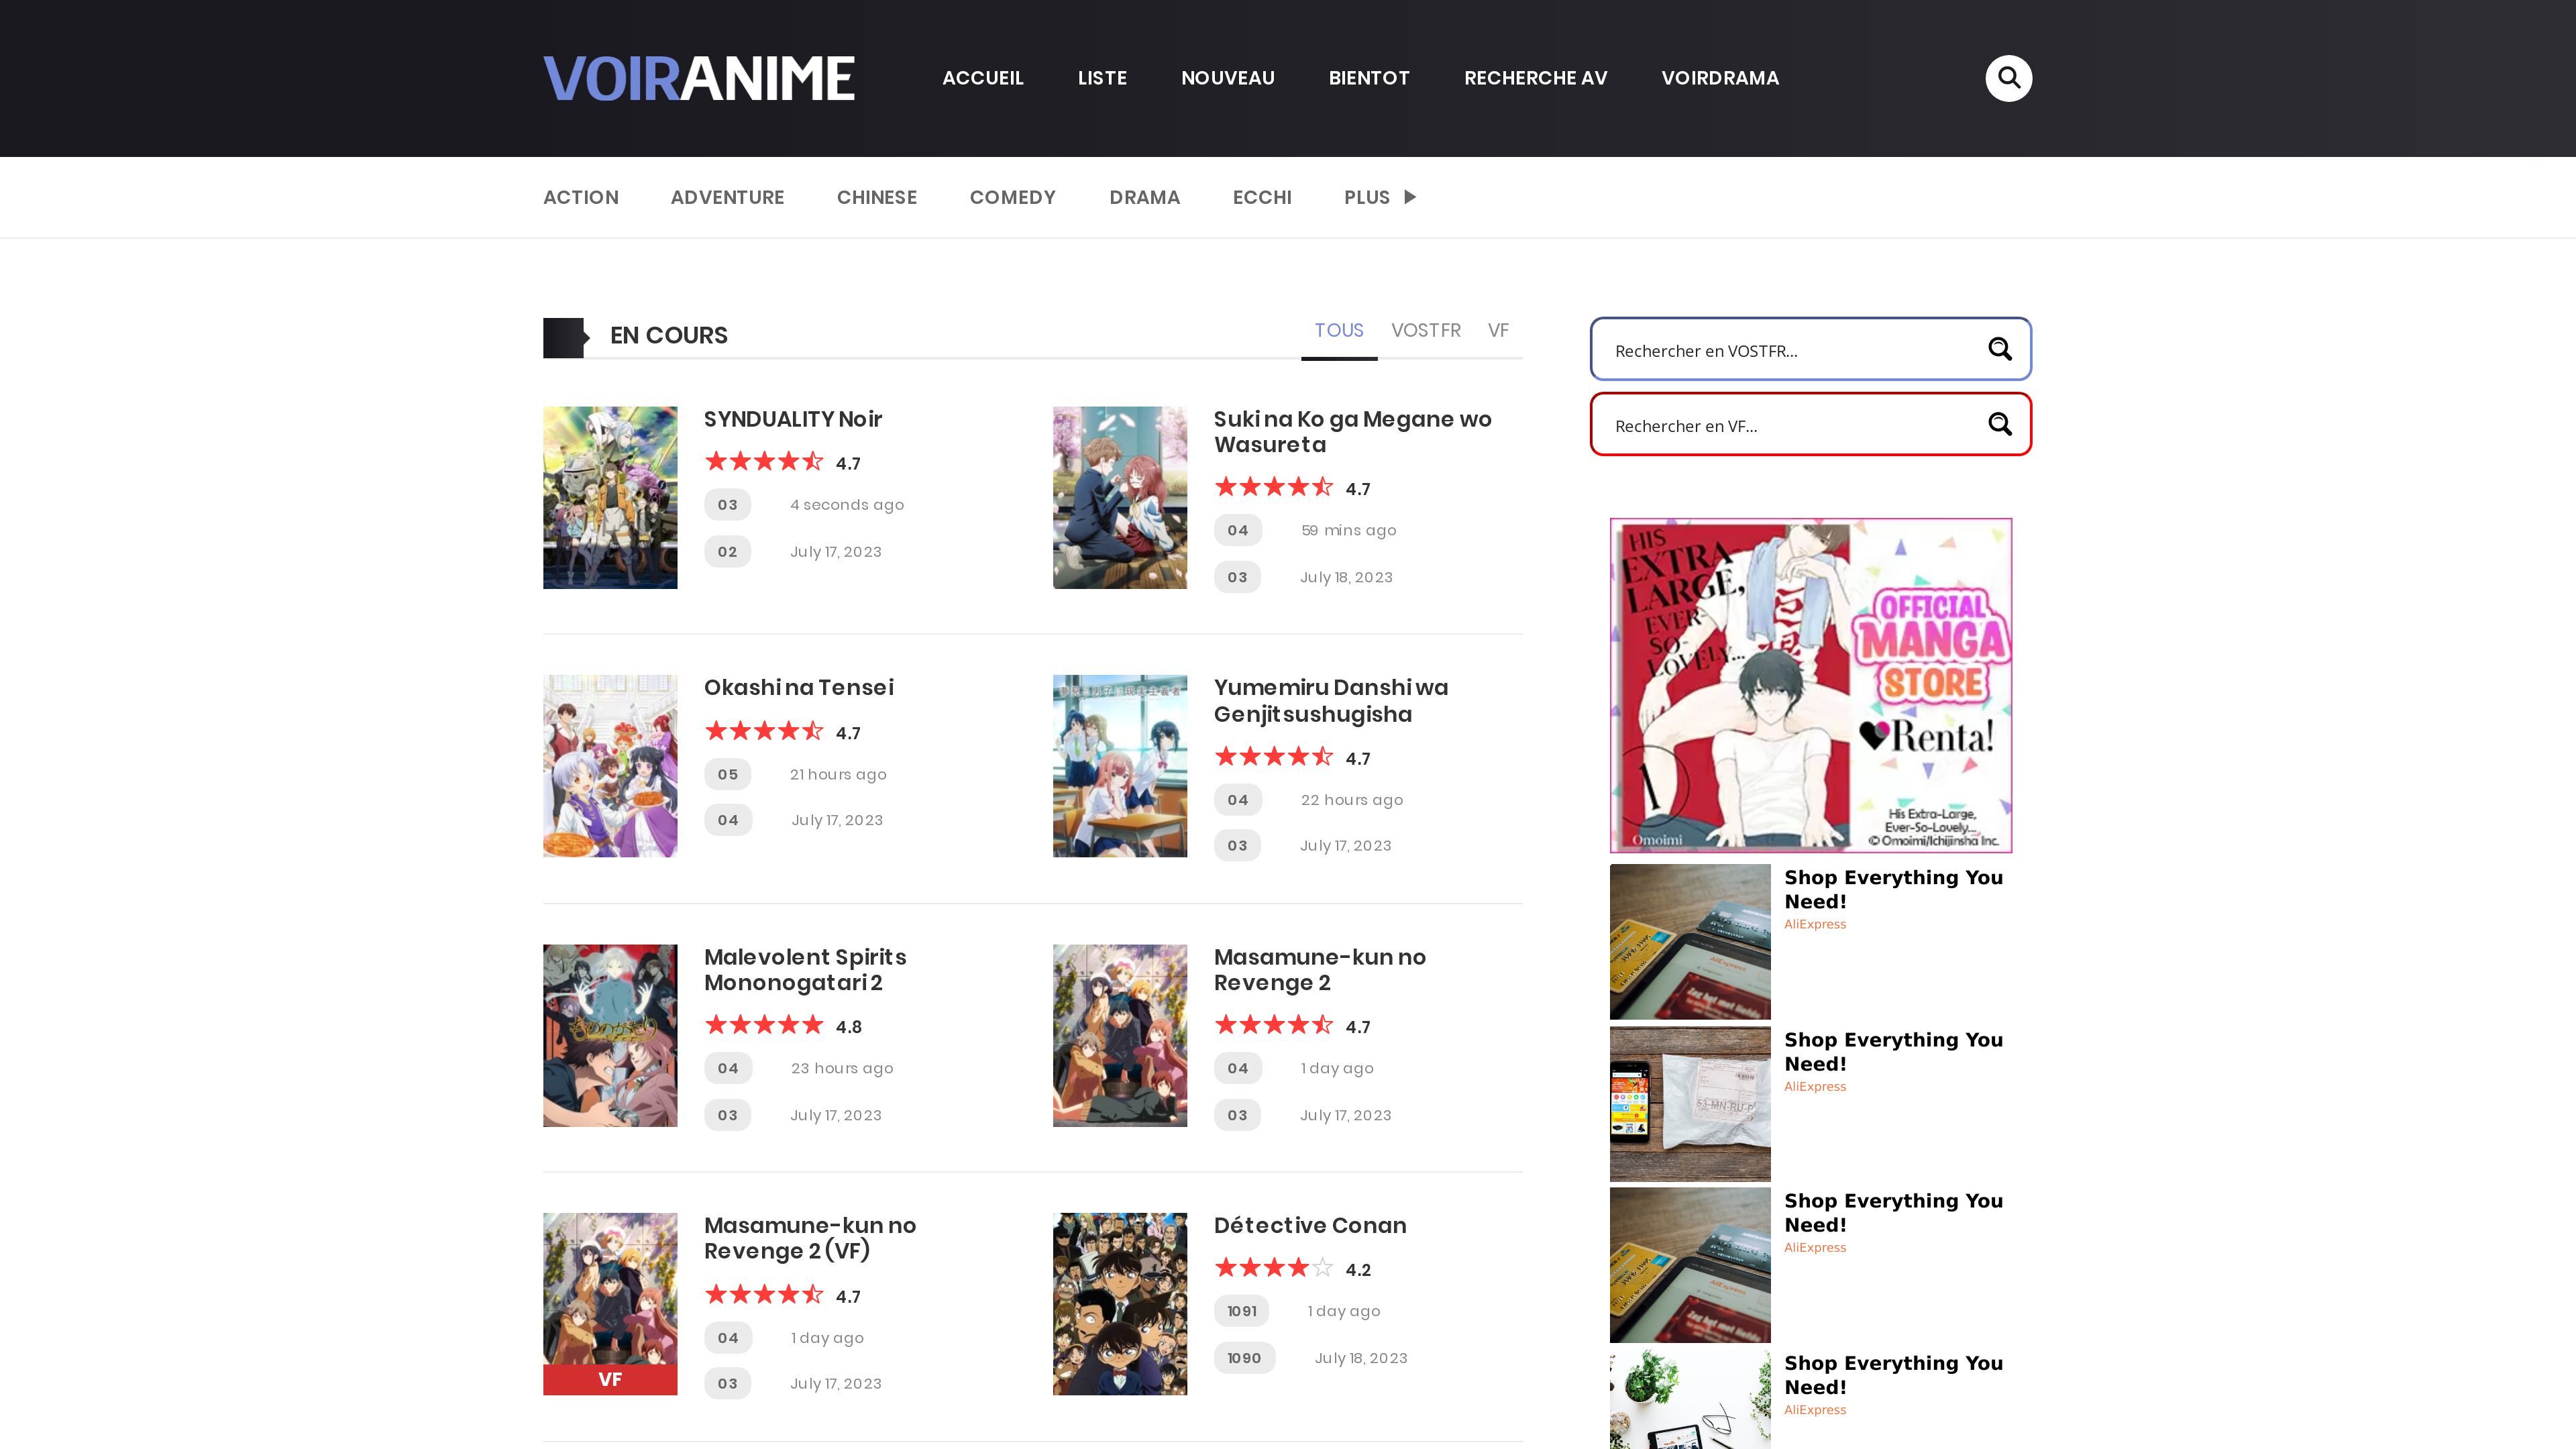 VOIRANIME
ACCUEIL
LISTE
NOUVEAU
BIENTOT
RECHERCHE AV
VOIRDRAMA
ACTION
ADVENTURE
CHINESE
COMEDY
DRAMA
ECCHI
PLUS
EN COURS
TOUS
VOSTFR
VF
SYNDUALITY Noir
4.7
03
4 seconds ago
02
July 17, 2023
Suki na Ko ga Megane wo
Wasureta
4.7
04
59 mins ago
03
July 18, 2023
Okashi na Tensei
4.7
05
21 hours ago
04
July 17, 2023
Yumemiru Danshi wa
Genjitsushugisha
4.7
04
22 hours ago
03
July 17, 2023
Malevolent Spirits
Mononogatari 2
4.8
04
23 hours ago
03
July 17, 2023
Masamune-kun no
Revenge 2
4.7
04
1 day ago
03
July 17, 2023
VF
Masamune-kun no
Revenge 2 (VF)
4.7
04
1 day ago
03
July 17, 2023
Détective Conan
4.2
1091
1 day ago
1090
July 18, 2023
Rechercher en VOSTFR...
Rechercher en VF...
HIS
EXTRA
LARGE,
EVER-
SO-
LOVELY...
1
Omoimi
OFFICIAL
MANGA
STORE
Renta!
His Extra-Large,
Ever-So-Lovely...
© Omoimi/Ichijinsha Inc.
Shop Everything You
Need!
AliExpress
Shop Everything You
Need!
AliExpress
Shop Everything You
Need!
AliExpress
Shop Everything You
Need!
AliExpress